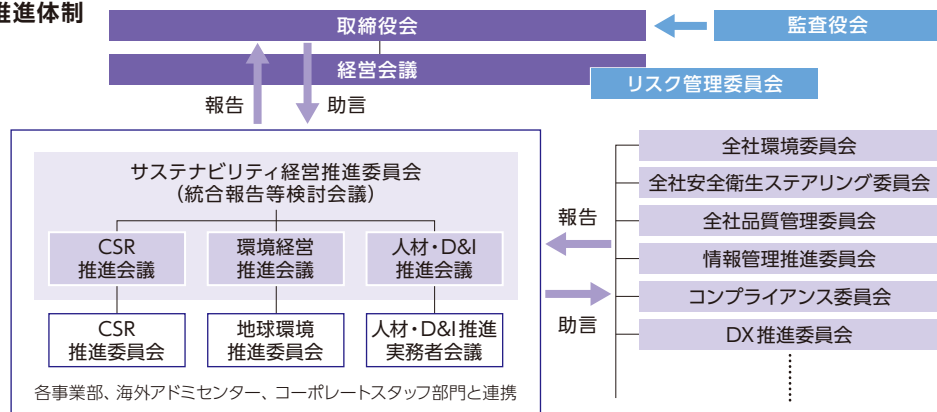 推進体制
取締役会
監査役会
経営会議
リスク管理委員会
報告
助言
サステナビリティ経営推進委員会
(統合報告等検討会議)
CSR
推進会議
環境経営
推進会議
人材・D&I
推進会議
CSR
推進委員会
地球環境
推進委員会
人材・D&I推進
実務者会議
各事業部、海外アドミセンター、コーポレートスタッフ部門と連携
報告
助言
全社環境委員会
全社安全衛生ステアリング委員会
全社品質管理委員会
情報管理推進委員会
コンプライアンス委員会
DX推進委員会